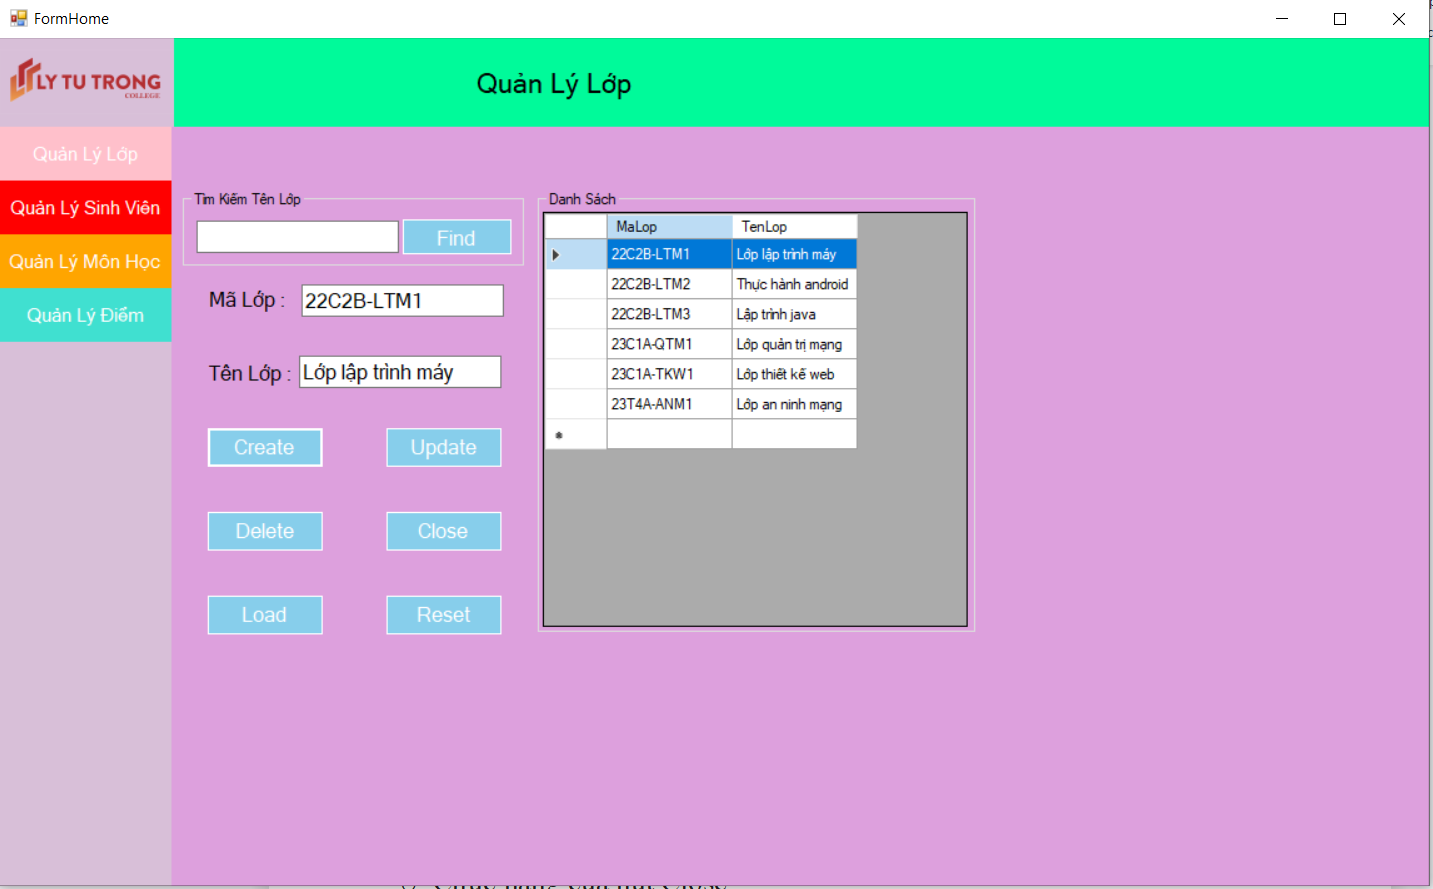 FormHome
LY TU TRONG
COLLEGE
Quản Lý Lớp
Quản Lý Lớp
Quản Lý Sinh Viên
Quản Lý Môn Học
Quản Lý Điểm
Tìm Kiếm Tên Lớp
Find
Mã Lớp : 22C2B-LTM1
Tên Lớp : Lớp lập trình máy
Create Update
Delete Close
Load Reset
Danh Sách
MaLop TenLop
22C2B-LTM1 Lớp lập trình máy
22C2B-LTM2 Thực hành android
22C2B-LTM3 Lập trình java
23C1A-QTM1 Lớp quản trị mạng
23C1A-TKW1 Lớp thiết kế web
23T4A-ANM1 Lớp an ninh mạng